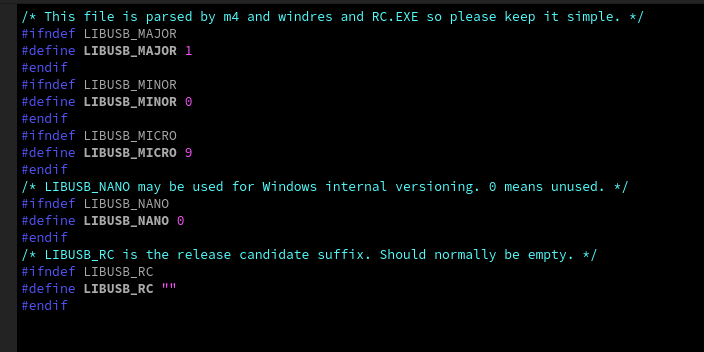 /* This file is parsed by m4 and windres and RC.EXE so please keep it simple. */
#ifndef LIBUSB_MAJOR
#define LIBUSB_MAJOR 1
#endif
#ifndef LIBUSB_MINOR
#define LIBUSB_MINOR 0
#endif
#ifndef LIBUSB_MICRO
#define LIBUSB_MICRO 9
#endif
/* LIBUSB_NANO may be used for Windows internal versioning. 0 means unused. */
#ifndef LIBUSB_NANO
#define LIBUSB_NANO 0
#endif
/* LIBUSB_RC is the release candidate suffix. Should normally be empty. */
#ifndef LIBUSB_RC
#define LIBUSB_RC ""
#endif